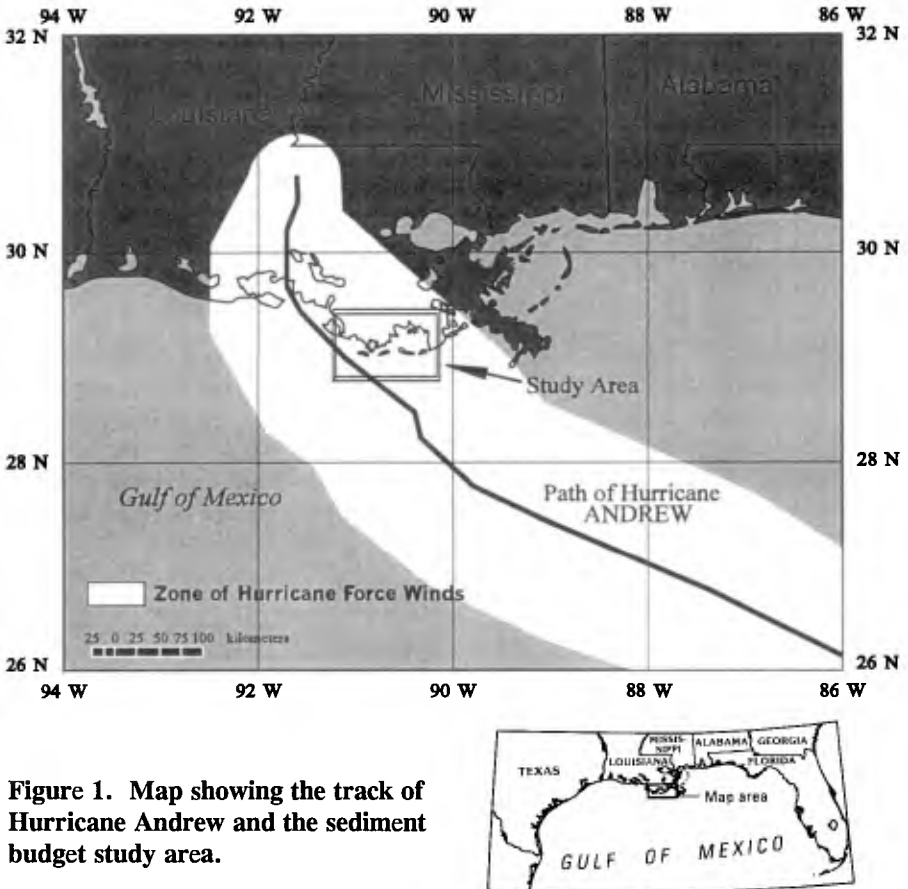 94 W 92 W 90 W 88 W 86 W
32 N 32 N
Mississippi Alabama
Louisiana
30 N 30 N
Study Area
28 N 28 N
Gulf of Mexico
Path of Hurricane
ANDREW
Zone of Hurricane Force Winds
25 0 25 50 75 100 kilometers
26 N 26 N
94 W 92 W 90 W 88 W 86 W
MISSIS-
SIPPI
ALABAMA GEORGIA
LOUISIANA FLORIDA
TEXAS
Map area
GULF OF MEXICO
Figure 1. Map showing the track of
Hurricane Andrew and the sediment
budget study area.